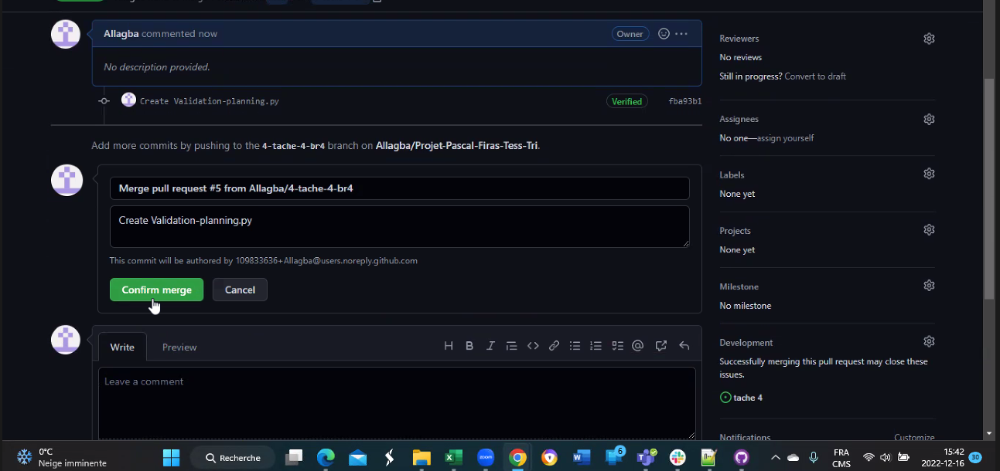 Allagba commented now
Owner
No description provided.
Create Validation-planning.py
Verified
fba93b1
Add more commits by pushing to the 4-tache-4-br4 branch on Allagba/Projet-Pascal-Firas-Tess-Tri.
Merge pull request #5 from Allagba/4-tache-4-br4
Create Validation-planning.py
This commit will be authored by 109833636+Allagba@users.noreply.github.com
Confirm merge
Cancel
Write
Preview
Leave a comment
Reviewers
No reviews
Still in progress? Convert to draft
Assignees
No one—assign yourself
Labels
None yet
Projects
None yet
Milestone
No milestone
Development
Successfully merging this pull request may close these
issues.
tache 4
Notifications
Customize
0°C
Neige imminente
Recherche
zoom
6
FRA
CMS
15:42
2022-12-16
30